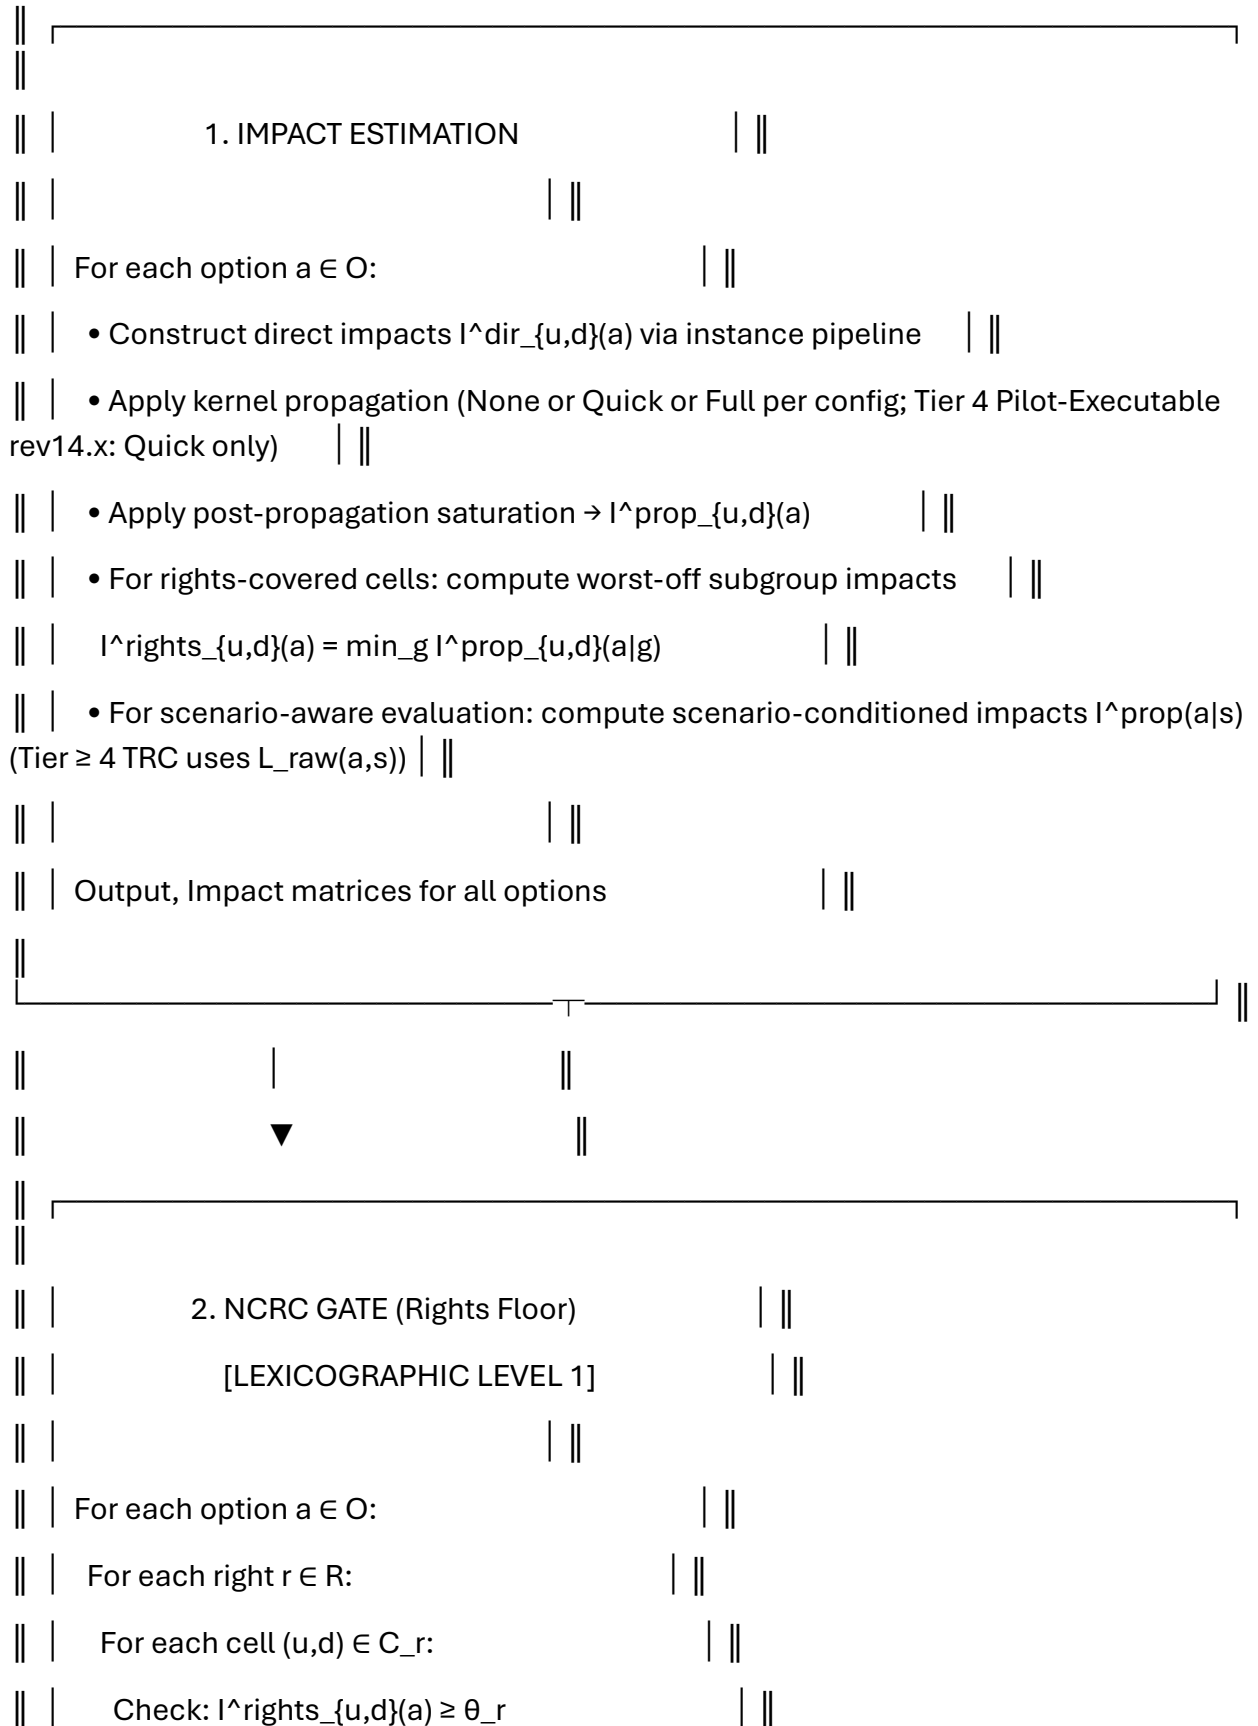 ║ ┌──────────────────────────────────────────┐
║
║ │ 1. IMPACT ESTIMATION │ ║
║ │ │ ║
║ │ For each option a ∈ O: │ ║
║ │ • Construct direct impacts I^dir_{u,d}(a) via instance pipeline │ ║
║ │ • Apply kernel propagation (None or Quick or Full per config; Tier 4 Pilot-Executable
rev14.x: Quick only) │ ║
║ │ • Apply post-propagation saturation → I^prop_{u,d}(a) │ ║
║ │ • For rights-covered cells: compute worst-off subgroup impacts │ ║
║ │ I^rights_{u,d}(a) = min_g I^prop_{u,d}(a|g) │ ║
║ │ • For scenario-aware evaluation: compute scenario-conditioned impacts I^prop(a|s)
(Tier ≥ 4 TRC uses L_raw(a,s)) │ ║
║ │ │ ║
║ │ Output, Impact matrices for all options │ ║
║
└───────────────────┬──────────────────────┘ ║
║ │ ║
║ ▼ ║
║ ┌──────────────────────────────────────────┐
║
║ │ 2. NCRC GATE (Rights Floor) │ ║
║ │ [LEXICOGRAPHIC LEVEL 1] │ ║
║ │ │ ║
║ │ For each option a ∈ O: │ ║
║ │ For each right r ∈ R: │ ║
║ │ For each cell (u,d) ∈ C_r: │ ║
║ │ Check: I^rights_{u,d}(a) ≥ θ_r │ ║